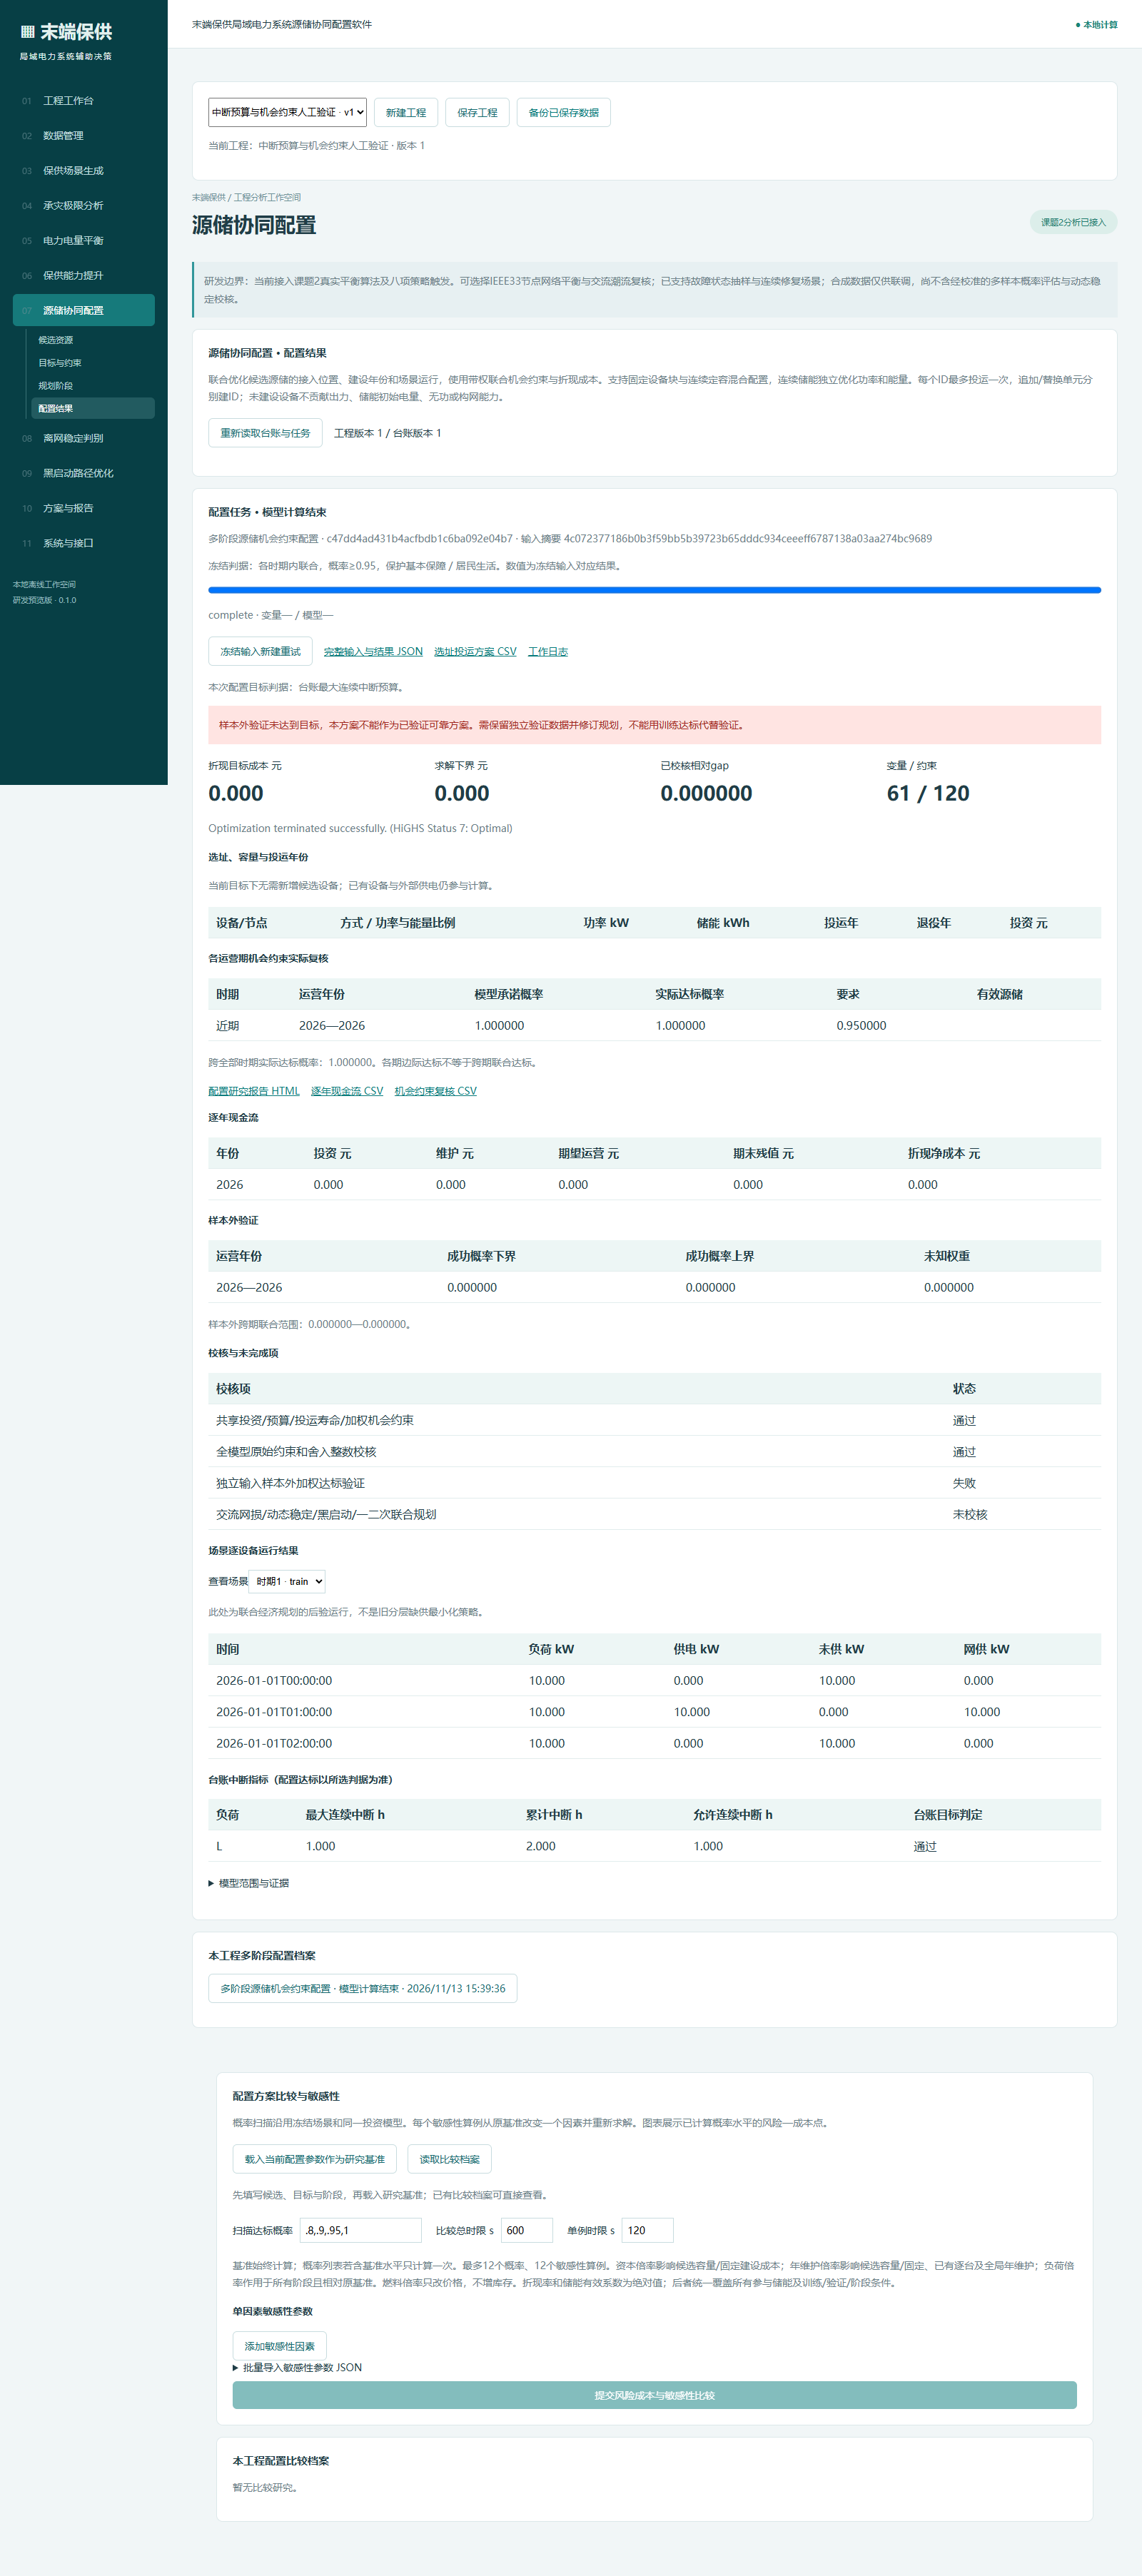 末端保供
局域电力系统辅助决策
01 工程工作台
02 数据管理
03 保供场景生成
04 承灾极限分析
05 电力电量平衡
06 保供能力提升
07 源储协同配置
候选资源
目标与约束
规划阶段
配置结果
08 离网稳定判别
09 黑启动路径优化
10 方案与报告
11 系统与接口
本地离线工作空间
研发预览版 · 0.1.0
末端保供局域电力系统源储协同配置软件
● 本地计算
中断预算与机会约束人工验证 · v1 新建工程 保存工程 备份已保存数据
当前工程：中断预算与机会约束人工验证 · 版本 1
末端保供 / 工程分析工作空间
源储协同配置
课题2分析已接入
研发边界：当前接入课题2真实平衡算法及八项策略触发。可选择IEEE33节点网络平衡与交流潮流复核；已支持故障状态抽样与连续修复场景；合成数据仅供联调，尚不含经校准的多样本概率评估与动态稳
定校核。
源储协同配置 • 配置结果
联合优化候选源储的接入位置、建设年份和场景运行，使用带权联合机会约束与折现成本。支持固定设备块与连续定容混合配置，连续储能独立优化功率和能量。每个ID最多投运一次，追加/替换单元分
别建ID；未建设设备不贡献出力、储能初始电量、无功或构网能力。
重新读取台账与任务 工程版本 1 / 台账版本 1
配置任务 • 模型计算结束
多阶段源储机会约束配置 · c47dd4ad431b4acfbdb1c6ba092e04b7 · 输入摘要 4c072377186b0b3f59bb5b39723b65dddc934ceeeff6787138a03aa274bc9689
冻结判据：各时期内联合，概率≥0.95，保护基本保障 / 居民生活。数值为冻结输入对应结果。
complete · 变量— / 模型—
冻结输入新建重试 完整输入与结果 JSON 选址投运方案 CSV 工作日志
本次配置目标判据：台账最大连续中断预算。
样本外验证未达到目标，本方案不能作为已验证可靠方案。需保留独立验证数据并修订规划，不能用训练达标代替验证。
折现目标成本 元 求解下界 元 已校核相对gap 变量 / 约束
0.000 0.000 0.000000 61 / 120
Optimization terminated successfully. (HiGHS Status 7: Optimal)
选址、容量与投运年份
当前目标下无需新增候选设备；已有设备与外部供电仍参与计算。
设备/节点 方式 / 功率与能量比例 功率 kW 储能 kWh 投运年 退役年 投资 元
各运营期机会约束实际复核
时期 运营年份 模型承诺概率 实际达标概率 要求 有效源储
近期 2026—2026 1.000000 1.000000 0.950000
跨全部时期实际达标概率：1.000000。各期边际达标不等于跨期联合达标。
配置研究报告 HTML 逐年现金流 CSV 机会约束复核 CSV
逐年现金流
年份 投资 元 维护 元 期望运营 元 期末残值 元 折现净成本 元
2026 0.000 0.000 0.000 0.000 0.000
样本外验证
运营年份 成功概率下界 成功概率上界 未知权重
2026—2026 0.000000 0.000000 0.000000
样本外跨期联合范围：0.000000—0.000000。
校核与未完成项
校核项 状态
共享投资/预算/投运寿命/加权机会约束 通过
全模型原始约束和舍入整数校核 通过
独立输入样本外加权达标验证 失败
交流网损/动态稳定/黑启动/一二次联合规划 未校核
场景逐设备运行结果
查看场景 时期1 · train
此处为联合经济规划的后验运行，不是旧分层缺供最小化策略。
时间 负荷 kW 供电 kW 未供 kW 网供 kW
2026-01-01T00:00:00 10.000 0.000 10.000 0.000
2026-01-01T01:00:00 10.000 10.000 0.000 10.000
2026-01-01T02:00:00 10.000 0.000 10.000 0.000
台账中断指标（配置达标以所选判据为准）
负荷 最大连续中断 h 累计中断 h 允许连续中断 h 台账目标判定
L 1.000 2.000 1.000 通过
▶ 模型范围与证据
本工程多阶段配置档案
多阶段源储机会约束配置 · 模型计算结束 · 2026/11/13 15:39:36
配置方案比较与敏感性
概率扫描沿用冻结场景和同一投资模型。每个敏感性算例从原基准改变一个因素并重新求解。图表展示已计算概率水平的风险—成本点。
载入当前配置参数作为研究基准 读取比较档案
先填写候选、目标与阶段，再载入研究基准；已有比较档案可直接查看。
扫描达标概率 .8,.9,.95,1 比较总时限 s 600 单例时限 s 120
基准始终计算；概率列表若含基准水平只计算一次。最多12个概率、12个敏感性算例。资本倍率影响候选容量/固定建设成本；年维护倍率影响候选容量/固定、已有逐台及全局年维护；负荷倍
率作用于所有阶段且相对原基准。燃料倍率只改价格，不增库存。折现率和储能有效系数为绝对值；后者统一覆盖所有参与储能及训练/验证/阶段条件。
单因素敏感性参数
添加敏感性因素
▶ 批量导入敏感性参数 JSON
提交风险成本与敏感性比较
本工程配置比较档案
暂无比较研究。